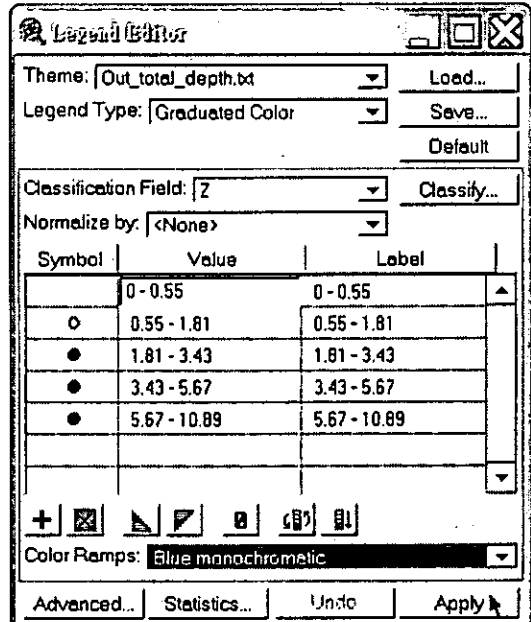 Legend Editor
Theme: Out_total_depth.txt Load...
Legend Type: Graduated Color Save...
Default
Classification Field: Z Classify...
Normalize by: <None>
Symbol Value Label
0 - 0.55 0 - 0.55
0.55 - 1.81 0.55 - 1.81
1.81 - 3.43 1.81 - 3.43
3.43 - 5.67 3.43 - 5.67
5.67 - 10.89 5.67 - 10.89
Color Ramps: Blue monochromatic
Advanced... Statistics... Undo Apply